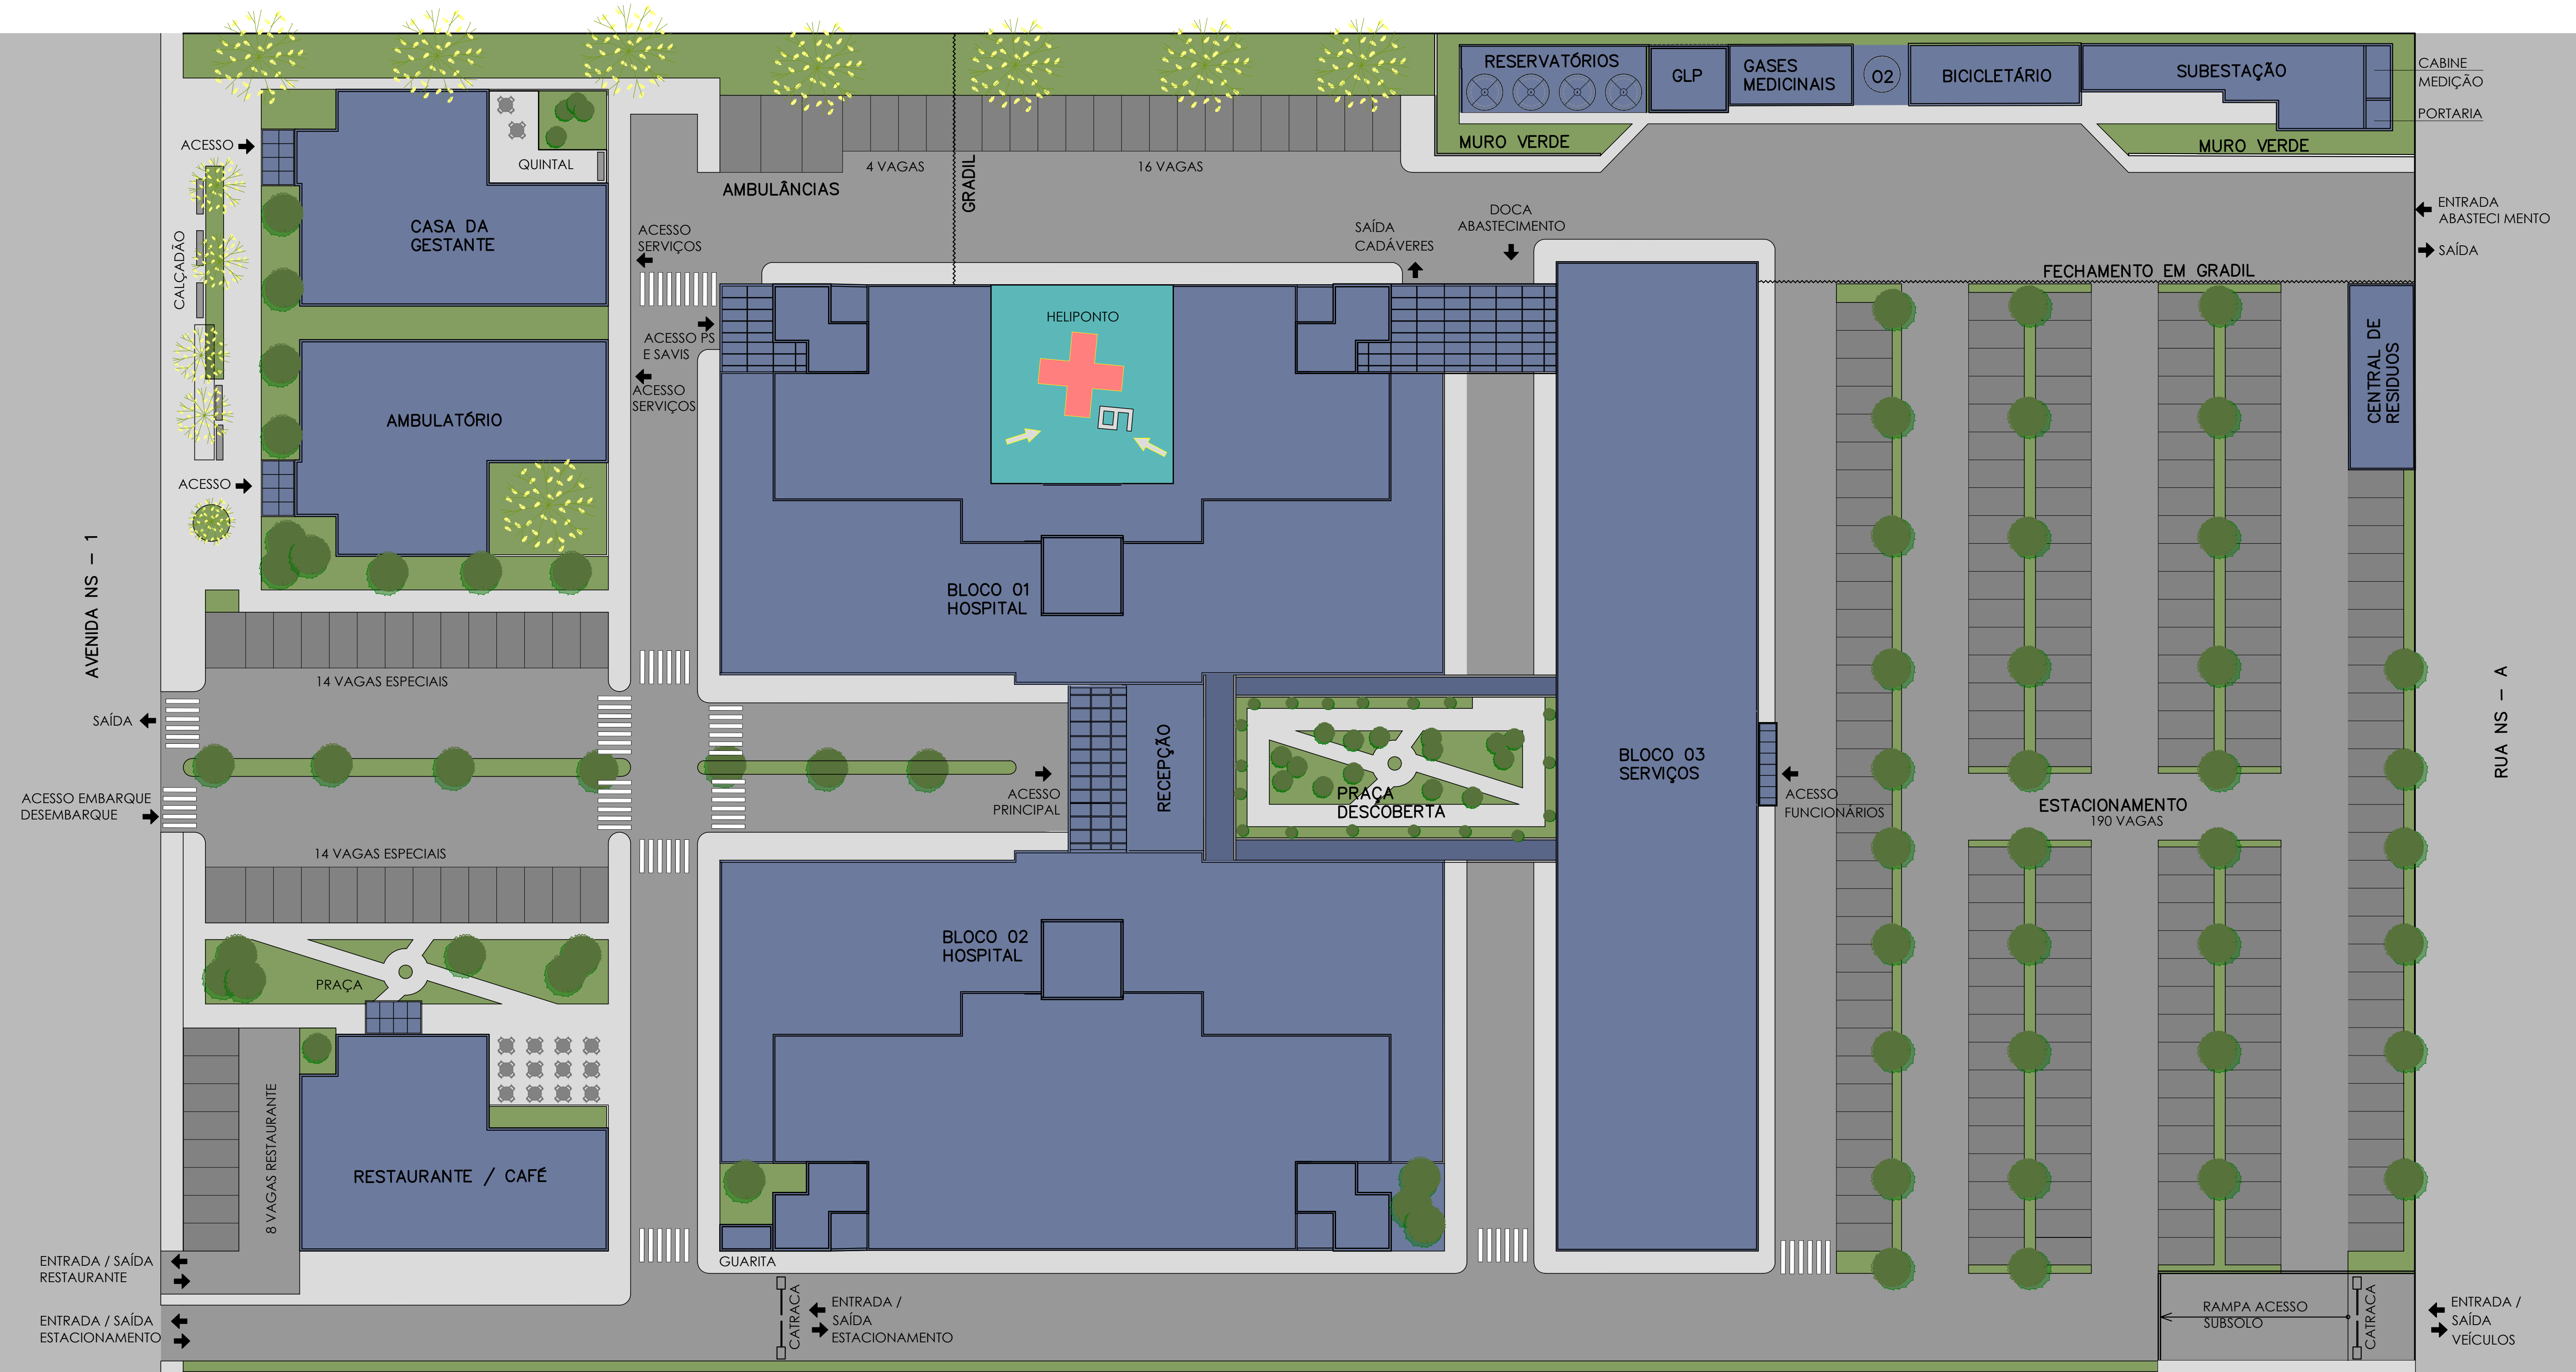 RESERVATÓRIOS
GLP
GASES
MEDICINAIS
O2
BICICLETÁRIO
SUBESTAÇÃO
CABINE
MEDIÇÃO
PORTARIA
MURO VERDE
MURO VERDE
ACESSO
QUINTAL
CALÇADÃO
CASA DA
GESTANTE
AMBULÂNCIAS
4 VAGAS
GRADIL
16 VAGAS
ENTRADA
ABASTECI MENTO
SAÍDA
ACESSO
SERVIÇOS
SAÍDA
CADÁVERES
DOCA
ABASTECIMENTO
FECHAMENTO EM GRADIL
HELIPONTO
9
ACESSO PS
E SAVIS
ACESSO
SERVIÇOS
CENTRAL DE
RESIDUOS
AMBULATÓRIO
ACESSO
AVENIDA NS - 1
BLOCO 01
HOSPITAL
14 VAGAS ESPECIAIS
SAÍDA
ACESSO EMBARQUE
DESEMBARQUE
ACESSO
PRINCIPAL
RECEPÇÃO
PRAÇA
DESCOBERTA
BLOCO 03
SERVIÇOS
ACESSO
FUNCIONÁRIOS
ESTACIONAMENTO
190 VAGAS
RUA NS - A
14 VAGAS ESPECIAIS
BLOCO 02
HOSPITAL
PRAÇA
8 VAGAS RESTAURANTE
RESTAURANTE / CAFÉ
GUARITA
ENTRADA / SAÍDA
RESTAURANTE
ENTRADA / SAÍDA
ESTACIONAMENTO
CATRACA
ENTRADA /
SAÍDA
ESTACIONAMENTO
RAMPA ACESSO
SUBSOLO
CATRACA
ENTRADA /
SAÍDA
VEÍCULOS